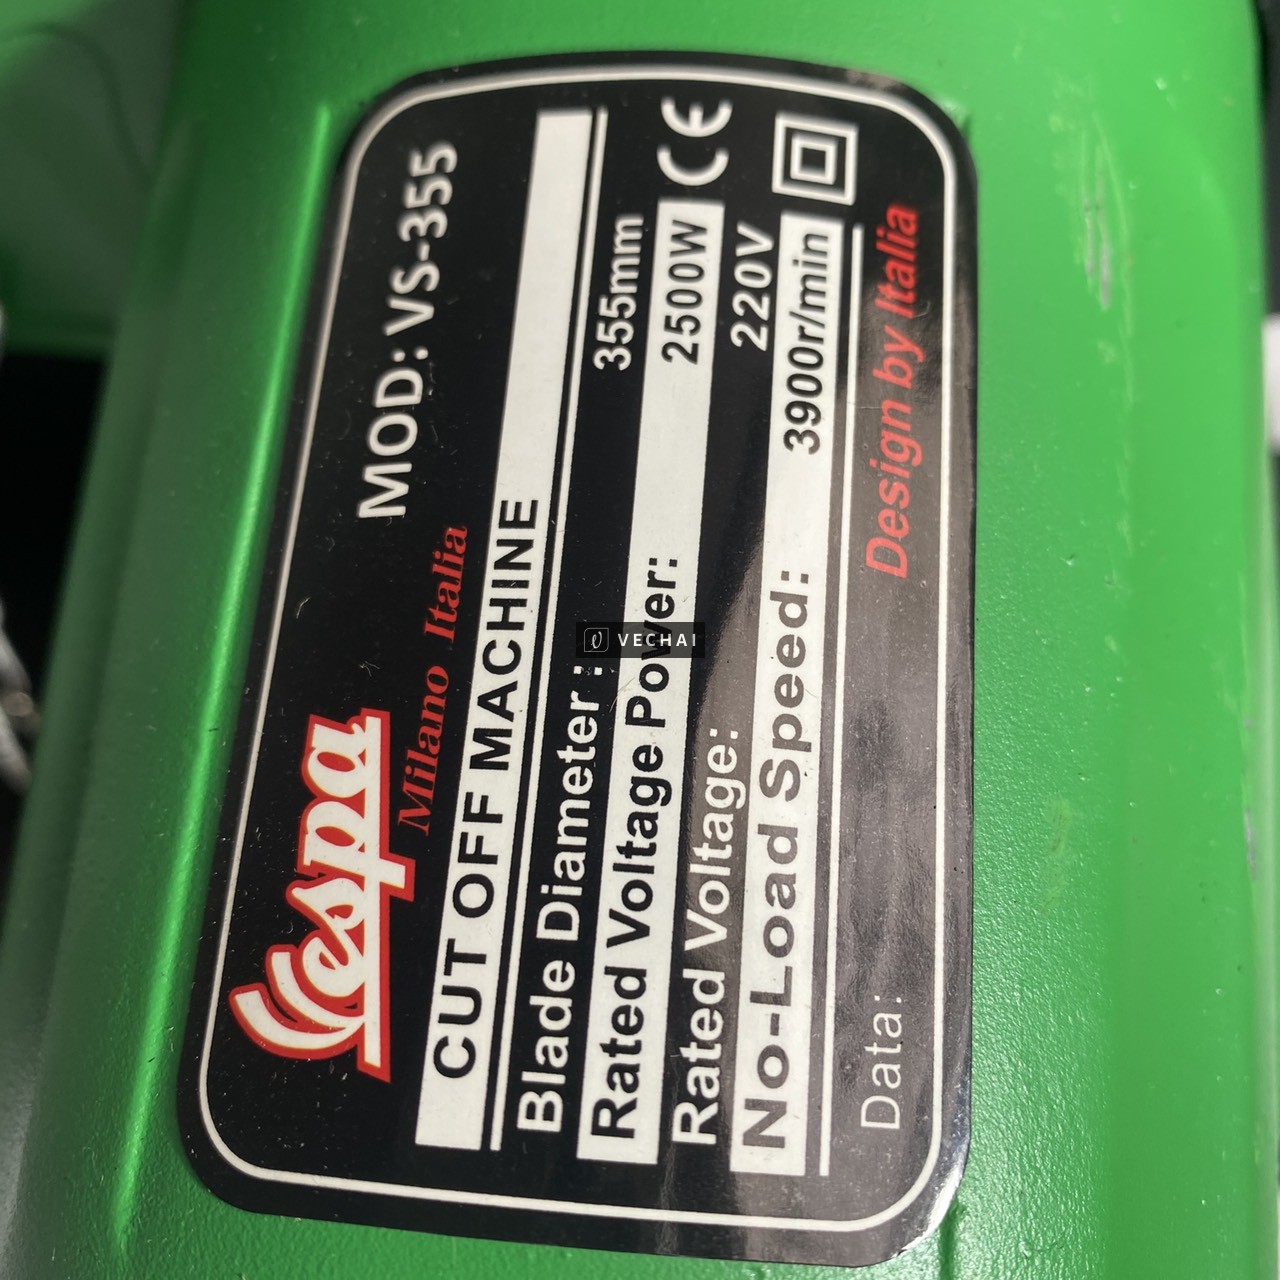 Vespa MOD: VS-355
Milano Italia
CUT OFF MACHINE
Blade Diameter : 355mm
Rated Voltage Power: 2500W CE
Rated Voltage: 220V
No-Load Speed: 3900r/min
Data: Design by Italia
VECHAI